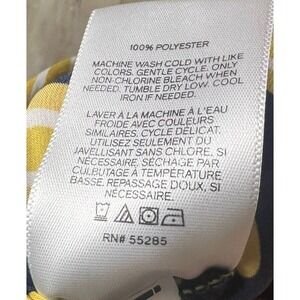 100% POLYESTER
MACHINE WASH COLD WITH LIKE
COLORS. GENTLE CYCLE. ONLY
NON-CHLORINE BLEACH WHEN
NEEDED. TUMBLE DRY LOW. COOL
IRON IF NEEDED.
LAVER À LA MACHINE À L'EAU
FROIDE AVEC COULEURS
SIMILAIRES. CYCLE DÉLICAT.
UTILISEZ SEULEMENT DU
JAVELLISANT SANS CHLORE, SI
NÉCESSAIRE. SÉCHAGE PAR
CULBUTAGE À TEMPÉRATURE
BASSE. REPASSAGE DOUX, SI
NÉCESSAIRE.
RN# 55285